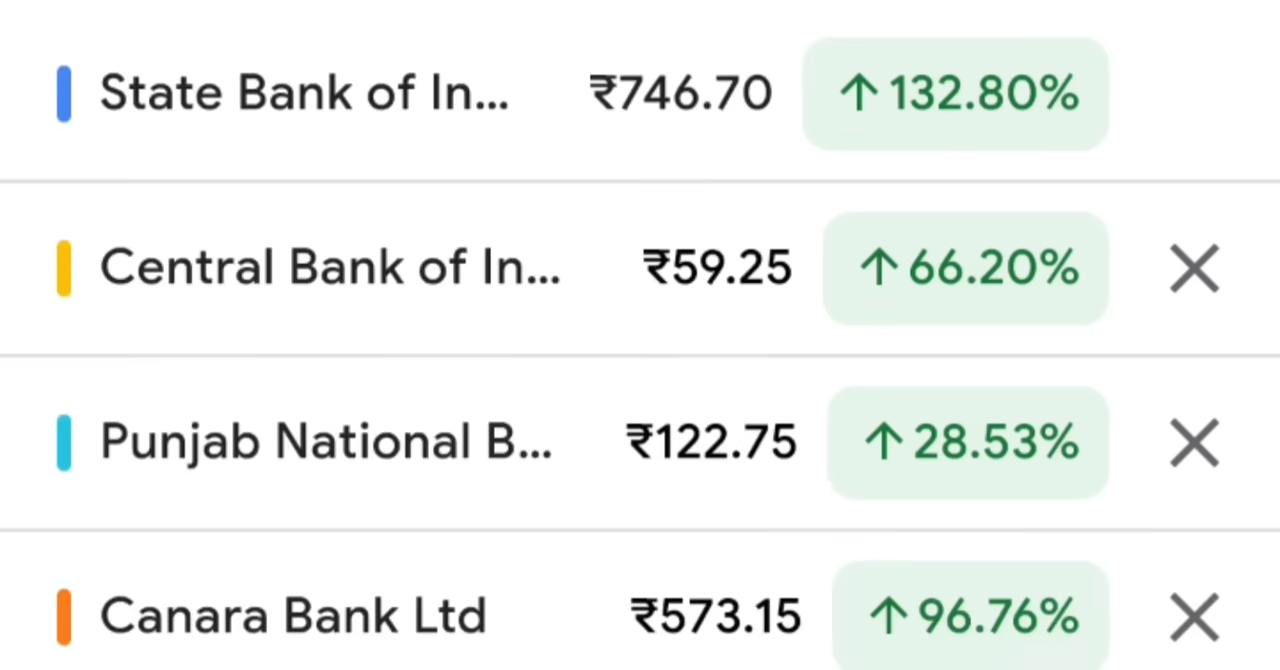 State Bank of In... ₹746.70 ↑132.80%
Central Bank of In... ₹59.25 ↑66.20%
Punjab National B... ₹122.75 ↑28.53%
Canara Bank Ltd ₹573.15 ↑96.76%